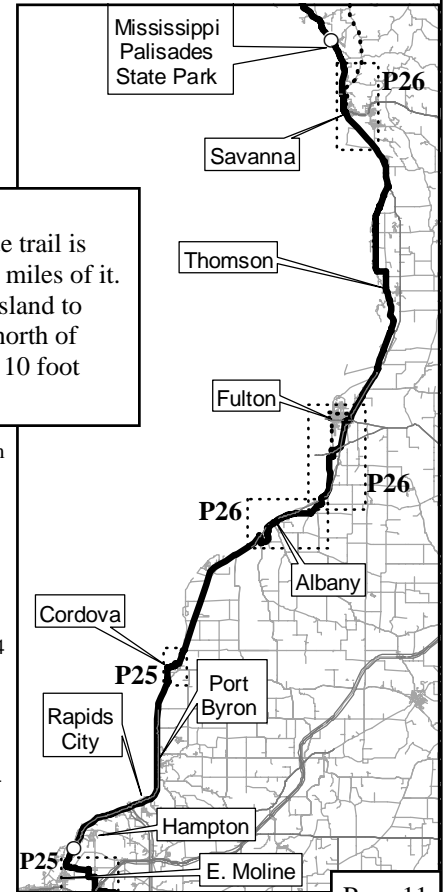 Mississippi
Palisades
State Park
P26
Savanna
e trail is
miles of it.
sland to
north of
10 foot
Thomson
Fulton
P26
P26
Albany
Cordova
P25
Port
Byron
Rapids
City
Hampton
P25
E. Moline